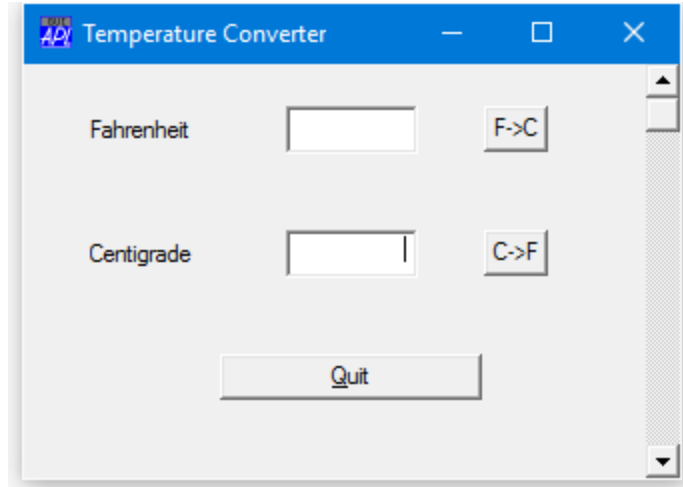 Temperature Converter
Fahrenheit F->C
Centigrade C->F
Quit